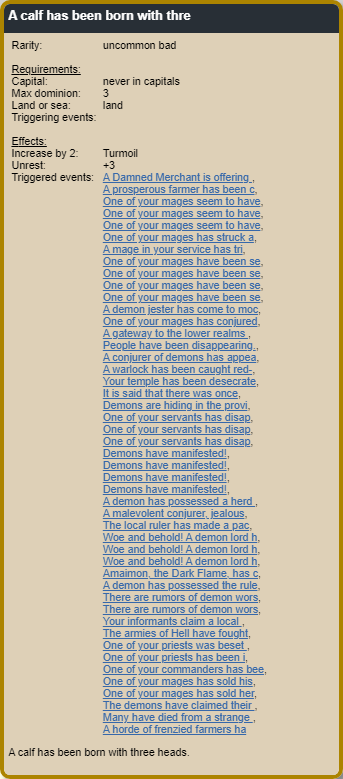 A calf has been born with thre
Rarity: uncommon bad
Requirements:
Capital: never in capitals
Max dominion: 3
Land or sea: land
Triggering events:
Effects:
Increase by 2: Turmoil
Unrest: +3
Triggered events: A Damned Merchant is offering ,
A prosperous farmer has been c,
One of your mages seem to have,
One of your mages seem to have,
One of your mages seem to have,
One of your mages has struck a,
A mage in your service has tri,
One of your mages have been se,
One of your mages have been se,
One of your mages have been se,
One of your mages have been se,
A demon jester has come to moc,
One of your mages has conjured,
A gateway to the lower realms ,
People have been disappearing.,
A conjurer of demons has appea,
A warlock has been caught red-,
Your temple has been desecrate,
It is said that there was once,
Demons are hiding in the provi,
One of your servants has disap,
One of your servants has disap,
One of your servants has disap,
Demons have manifested!,
Demons have manifested!,
Demons have manifested!,
Demons have manifested!,
A demon has possessed a herd ,
A malevolent conjurer, jealous,
The local ruler has made a pac,
Woe and behold! A demon lord h,
Woe and behold! A demon lord h,
Woe and behold! A demon lord h,
Amaimon, the Dark Flame, has c,
A demon has possessed the rule,
There are rumors of demon wors,
There are rumors of demon wors,
Your informants claim a local ,
The armies of Hell have fought,
One of your priests was beset ,
One of your priests has been i,
One of your commanders has bee,
One of your mages has sold his,
One of your mages has sold her,
The demons have claimed their ,
Many have died from a strange ,
A horde of frenzied farmers ha
A calf has been born with three heads.